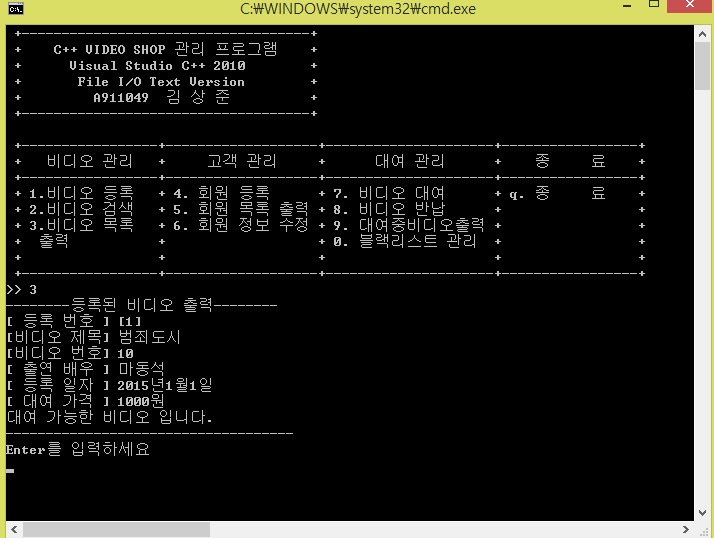 C:₩WINDOWS₩system32₩cmd.exe
+------------------------------------+
+ C++ VIDEO SHOP 관리 프로그램 +
+ Visual Studio C++ 2010 +
+ File I/O Text Version +
+ A911049 김 상 준 +
+------------------------------------+
+-----------------+-------------------+---------------------+-----------------+
+ 비디오 관리 + 고객 관리 + 대여 관리 + 종 료 +
+-----------------+-------------------+---------------------+-----------------+
+ 1.비디오 등록 + 4. 회원 등록 + 7. 비디오 대여 + q. 종 료 +
+ 2.비디오 검색 + 5. 회원 목록 출력 + 8. 비디오 반납 + +
+ 3.비디오 목록 + 6. 회원 정보 수정 + 9. 대여중비디오출력 + +
+ 출력 + + 0. 블랙리스트 관리 + +
+ + + + +
+-----------------+-------------------+---------------------+-----------------+
>> 3
--------등록된 비디오 출력--------
[ 등록 번호 ] [1]
[비디오 제목] 범죄도시
[비디오 번호] 10
[ 출연 배우 ] 마동석
[ 등록 일자 ] 2015년1월1일
[ 대여 가격 ] 1000원
대여 가능한 비디오 입니다.
------------------------------------
Enter를 입력하세요